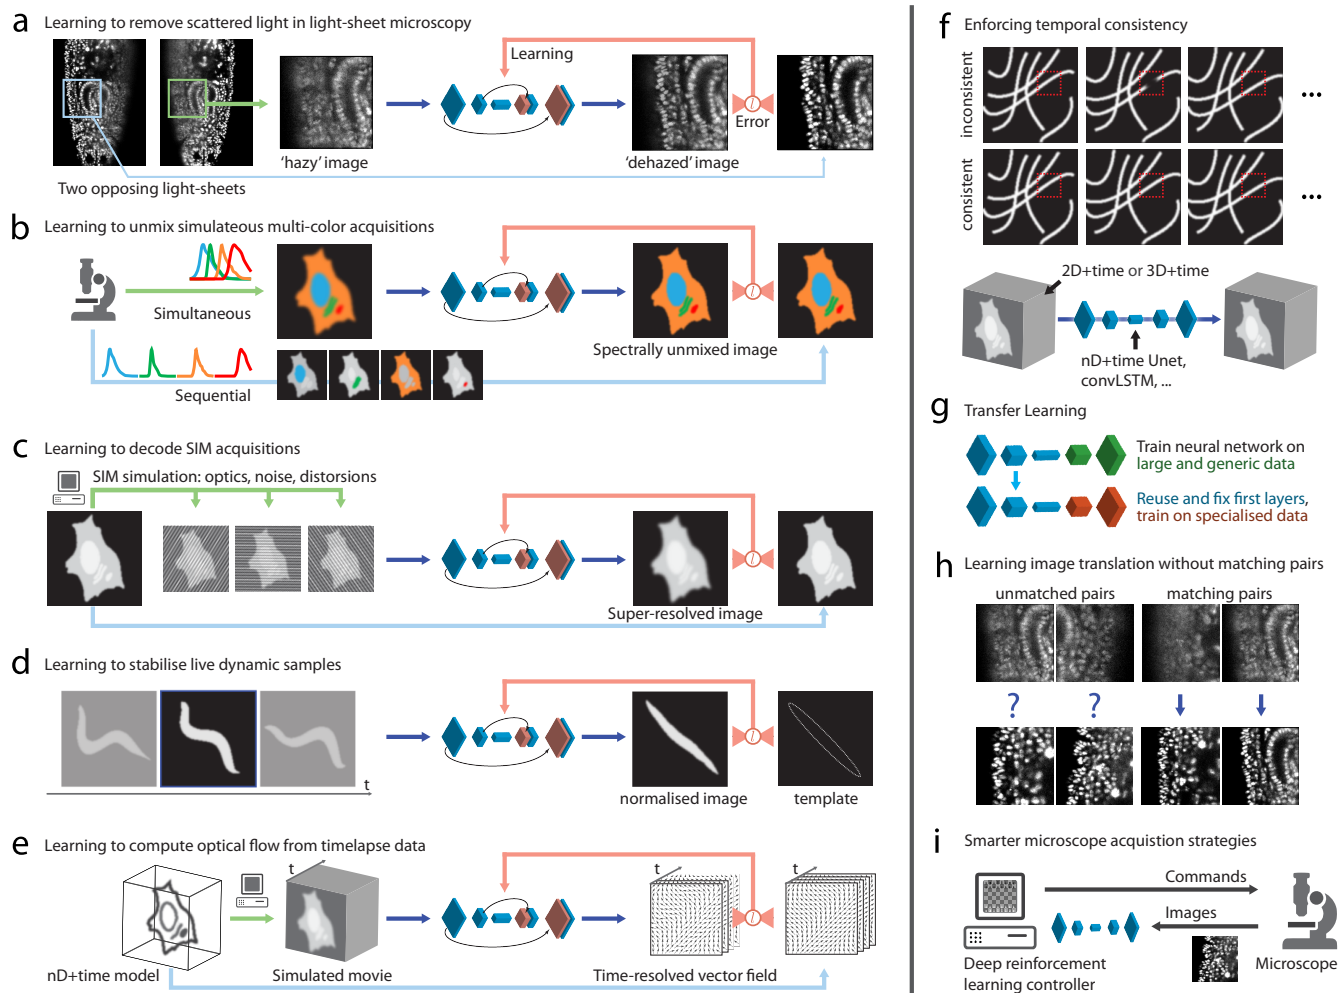 a Learning to remove scattered light in light-sheet microscopy
Learning
Error
'hazy' image
'dehazed' image
l
Two opposing light-sheets
b Learning to unmix simulateous multi-color acquisitions
Simultaneous
l
Spectrally unmixed image
Sequential
c Learning to decode SIM acquisitions
SIM simulation: optics, noise, distorsions
l
Super-resolved image
d Learning to stabilise live dynamic samples
l
t
normalised image
template
e Learning to compute optical flow from timelapse data
t
t
t
l
nD+time model
Simulated movie
Time-resolved vector field
f Enforcing temporal consistency
inconsistent
...
consistent
...
2D+time or 3D+time
nD+time Unet,
convLSTM, ...
g Transfer Learning
Train neural network on
large and generic data
Reuse and fix first layers,
train on specialised data
h Learning image translation without matching pairs
unmatched pairs
matching pairs
? ?
i Smarter microscope acquistion strategies
Commands
Images
Deep reinforcement
learning controller
Microscope